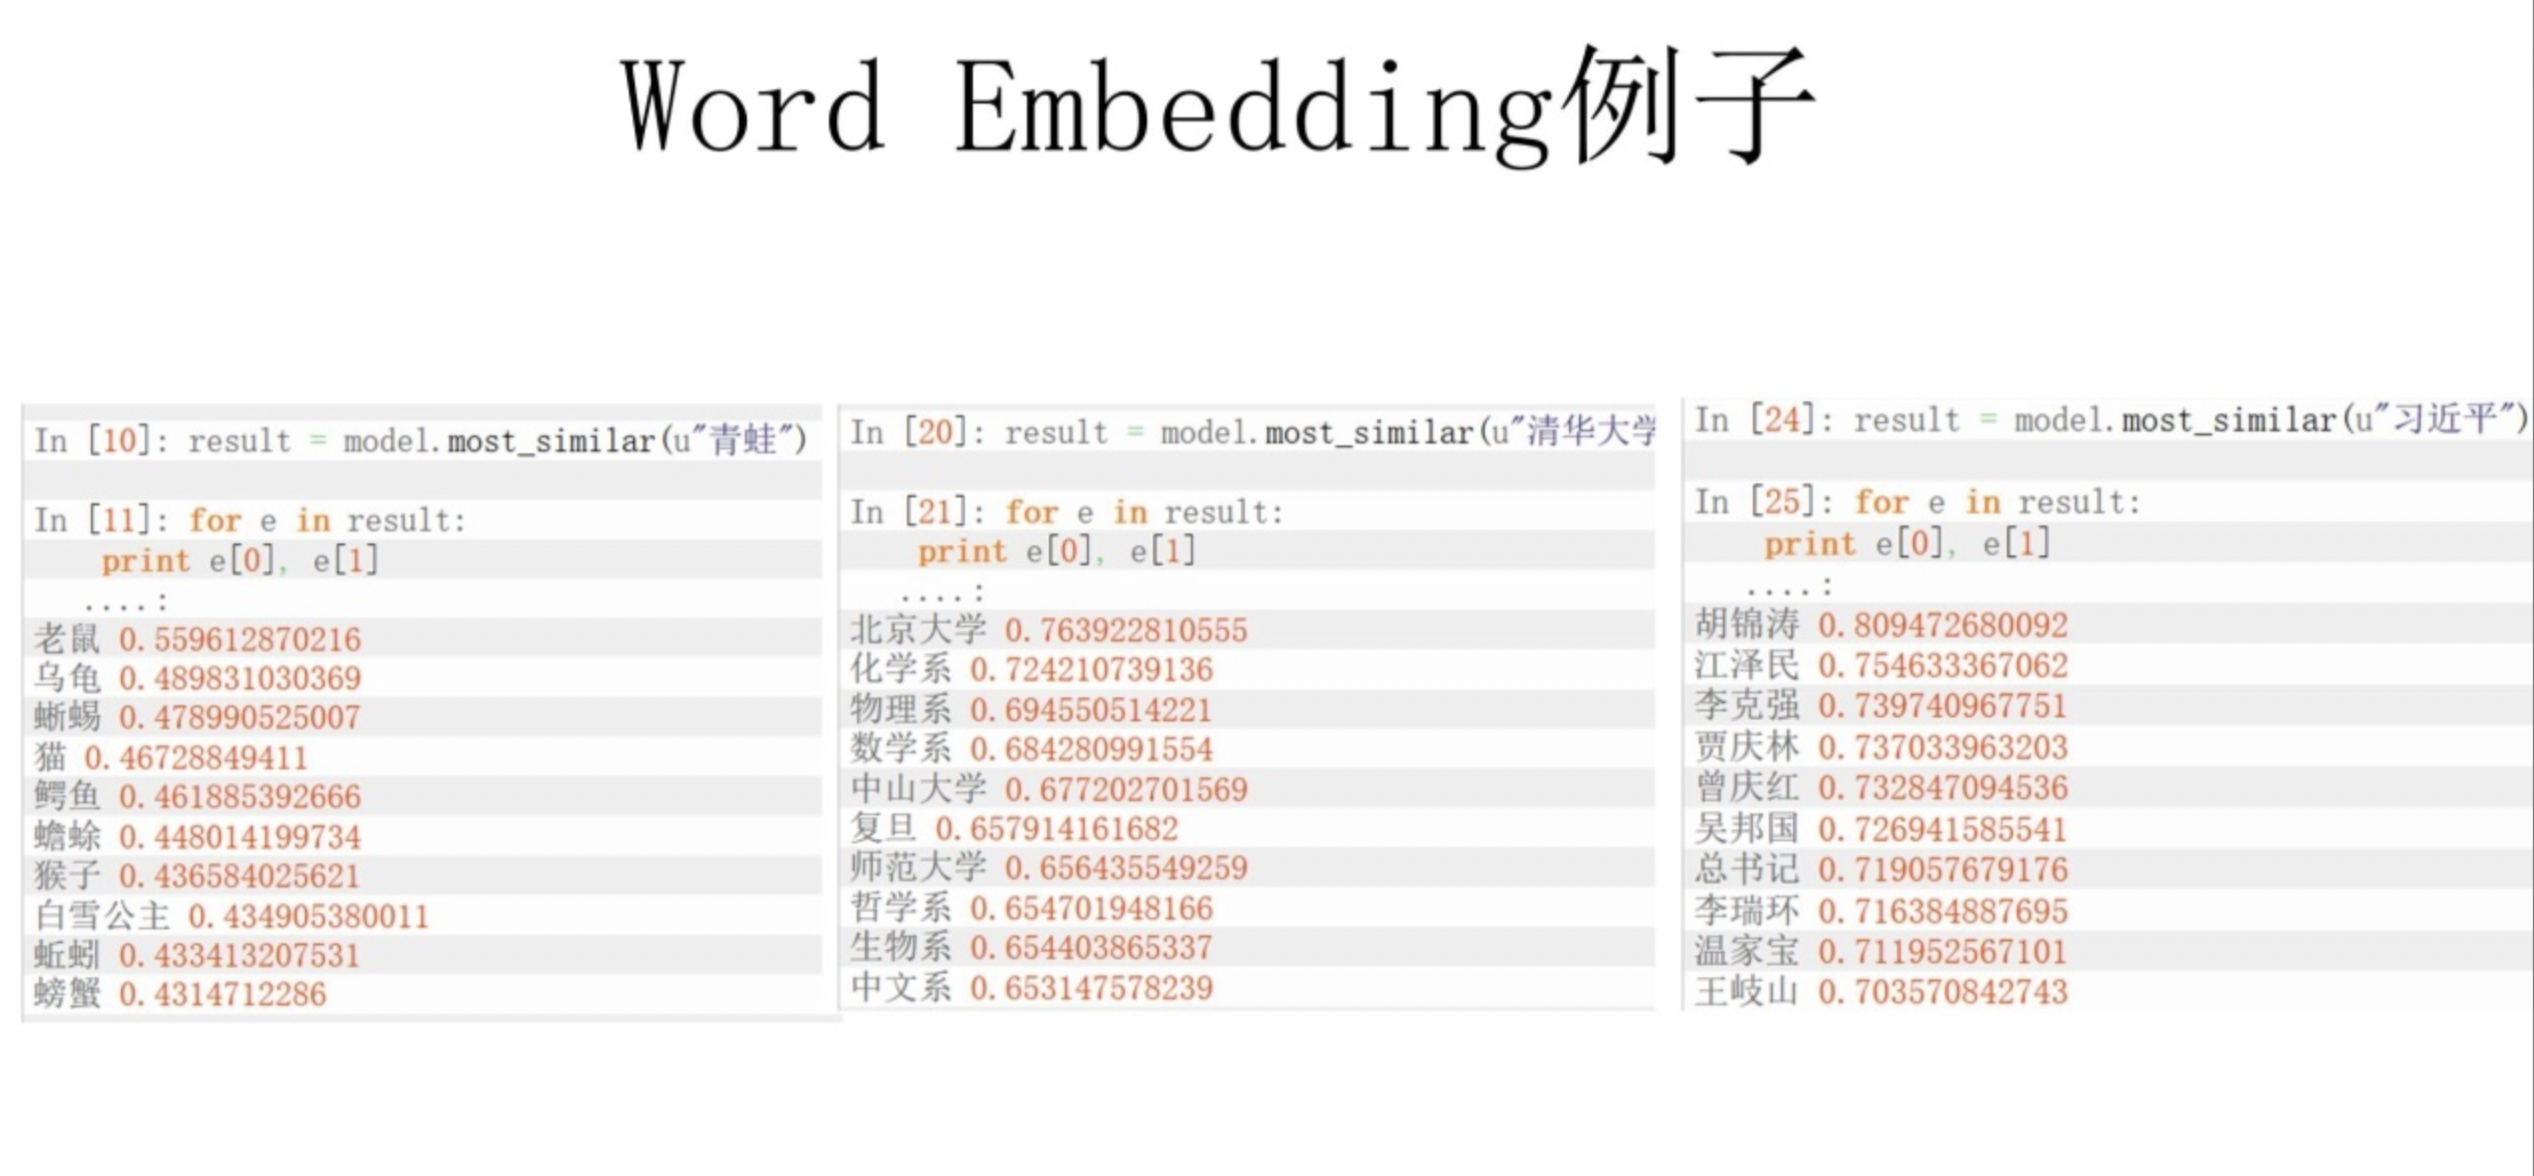 Word Embedding例子
In [10]: result = model.most_similar(u"青蛙")
In [11]: for e in result:
print e[0], e[1]
....:
老鼠 0.559612870216
乌龟 0.489831030369
蜥蜴 0.478990525007
猫 0.46728849411
鳄鱼 0.461885392666
蟾蜍 0.448014199734
猴子 0.436584025621
白雪公主 0.434905380011
蚯蚓 0.433413207531
螃蟹 0.4314712286
In [20]: result = model.most_similar(u"清华大学
In [21]: for e in result:
print e[0], e[1]
....:
北京大学 0.763922810555
化学系 0.724210739136
物理系 0.694550514221
数学系 0.684280991554
中山大学 0.677202701569
复旦 0.657914161682
师范大学 0.656435549259
哲学系 0.654701948166
生物系 0.654403865337
中文系 0.653147578239
In [24]: result = model.most_similar(u"习近平")
In [25]: for e in result:
print e[0], e[1]
....:
胡锦涛 0.809472680092
江泽民 0.754633367062
李克强 0.739740967751
贾庆林 0.737033963203
曾庆红 0.732847094536
吴邦国 0.726941585541
总书记 0.719057679176
李瑞环 0.716384887695
温家宝 0.711952567101
王岐山 0.703570842743